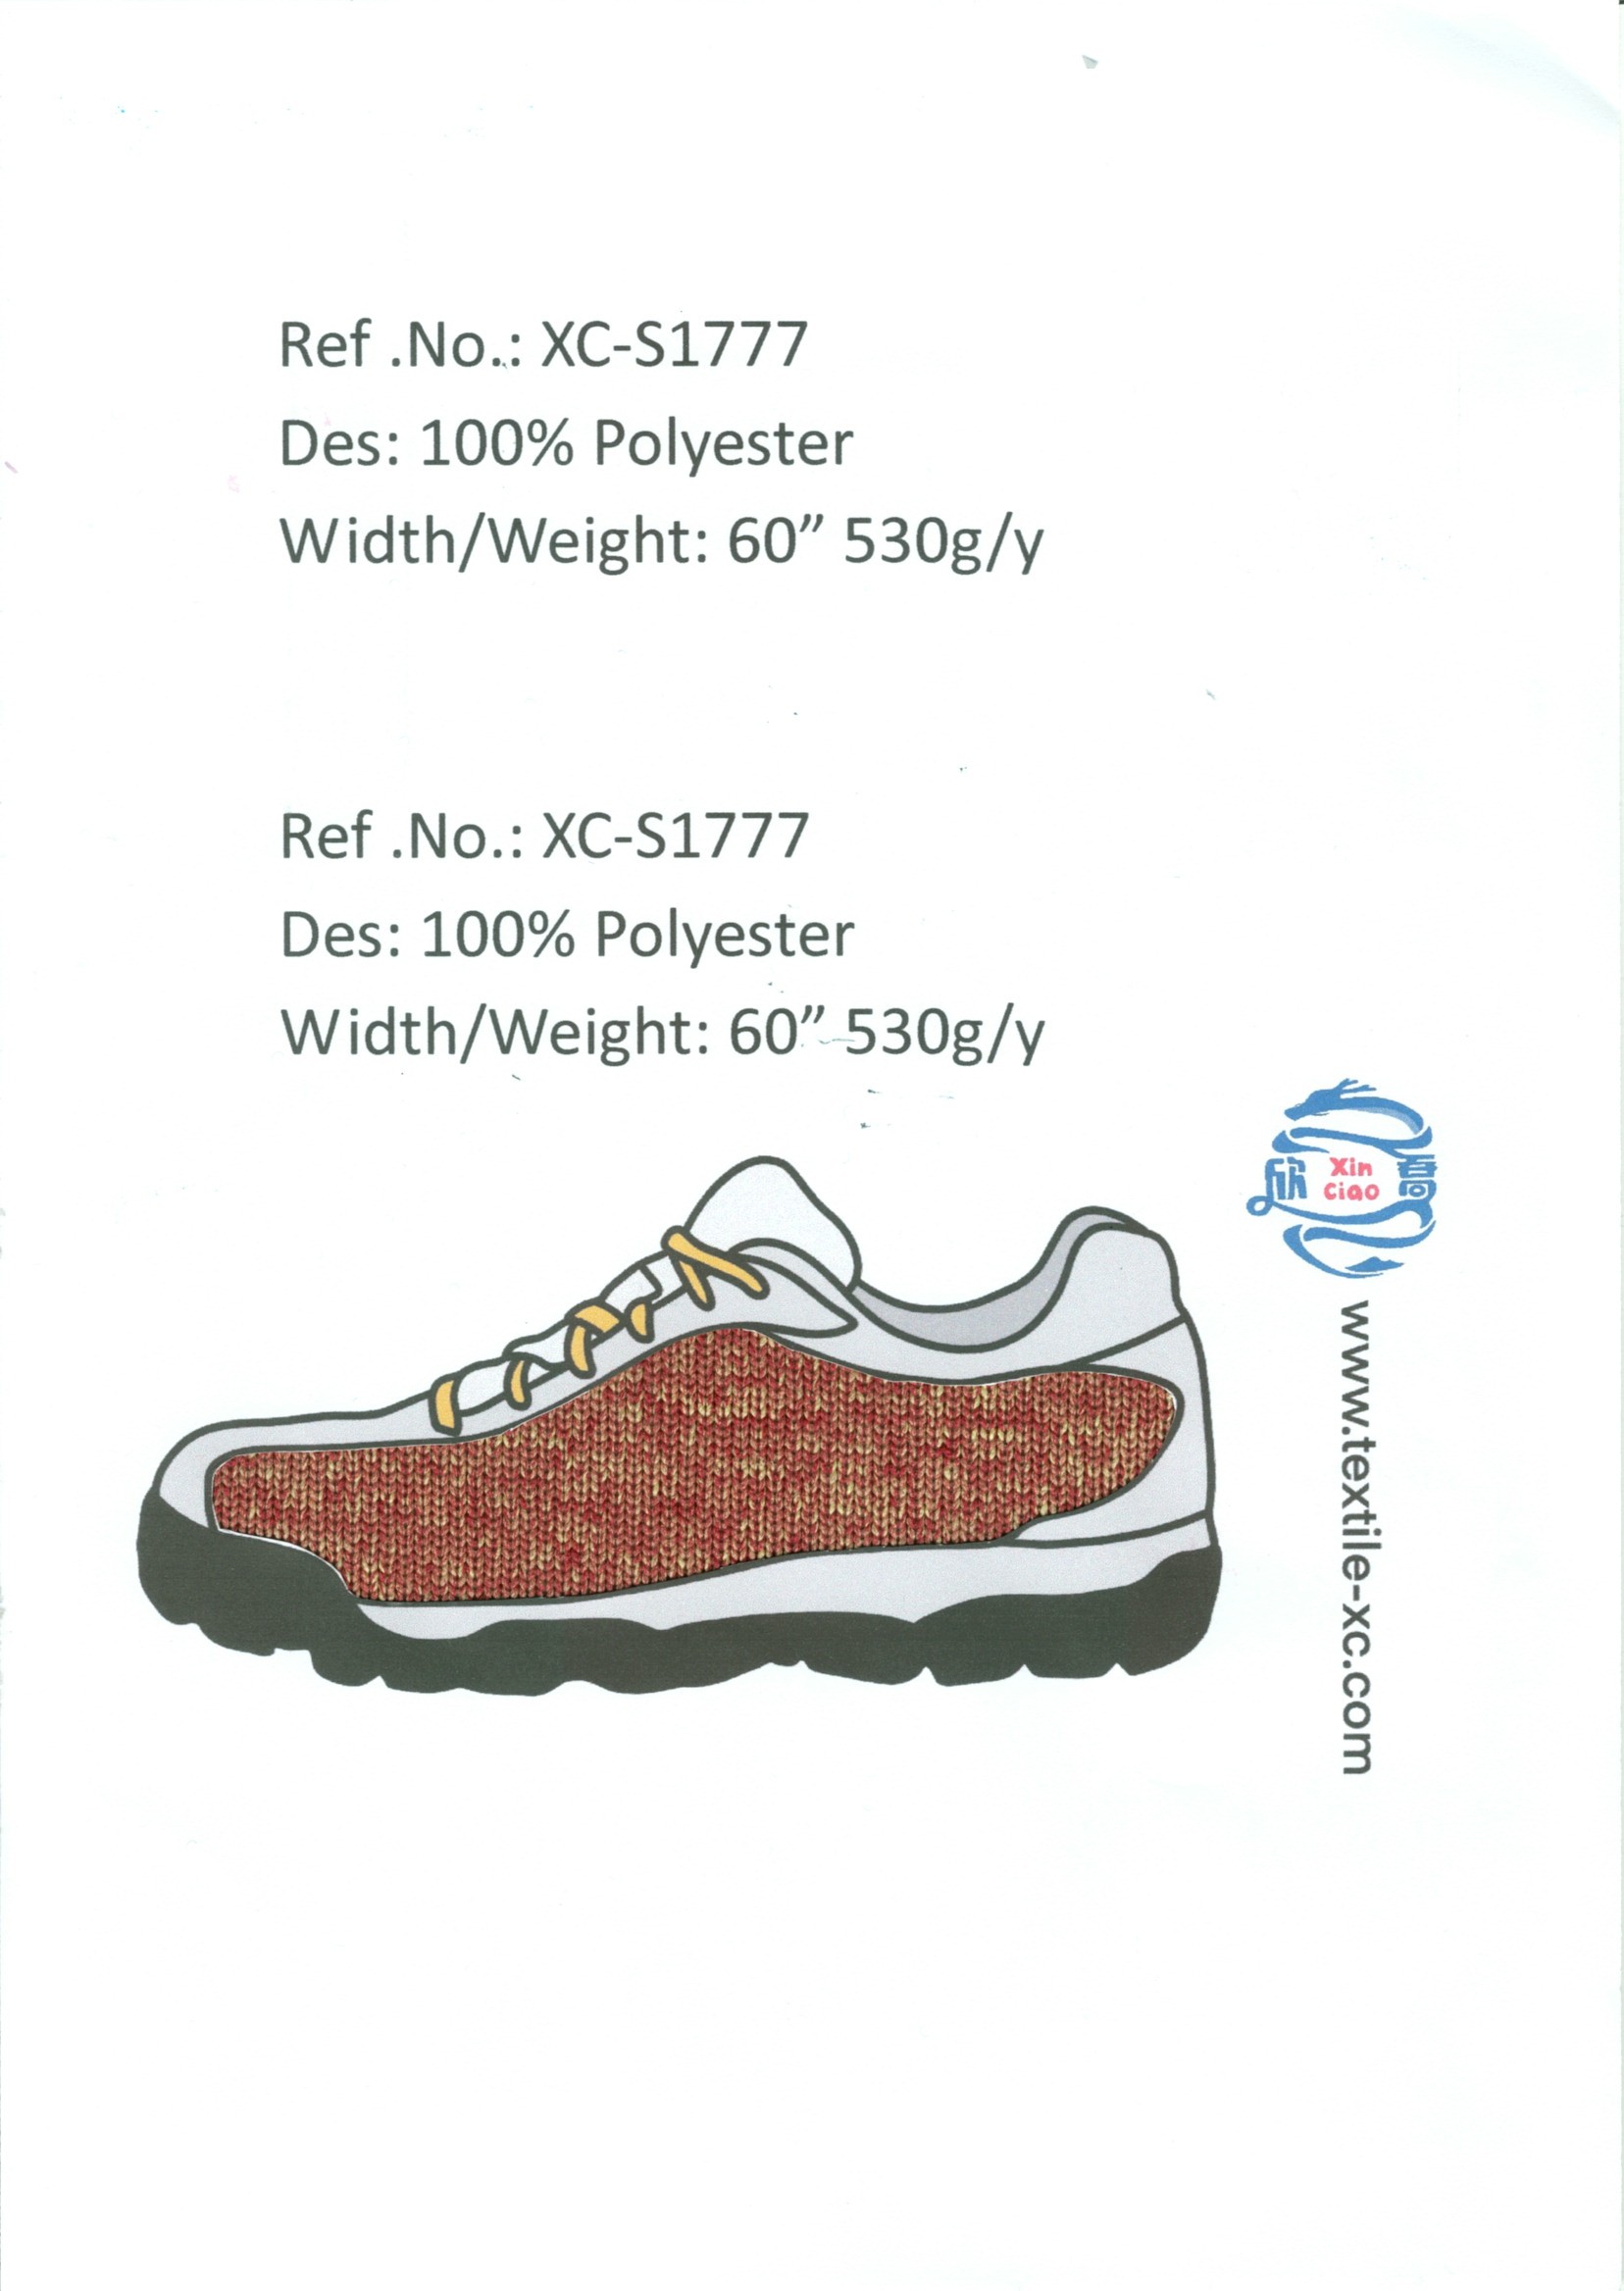 Ref .No.: XC-S1777
Des: 100% Polyester
Width/Weight: 60” 530g/y
Ref .No.: XC-S1777
Des: 100% Polyester
Width/Weight: 60” 530g/y
欣 Xin 喬
Ciao
www.textile-xc.com